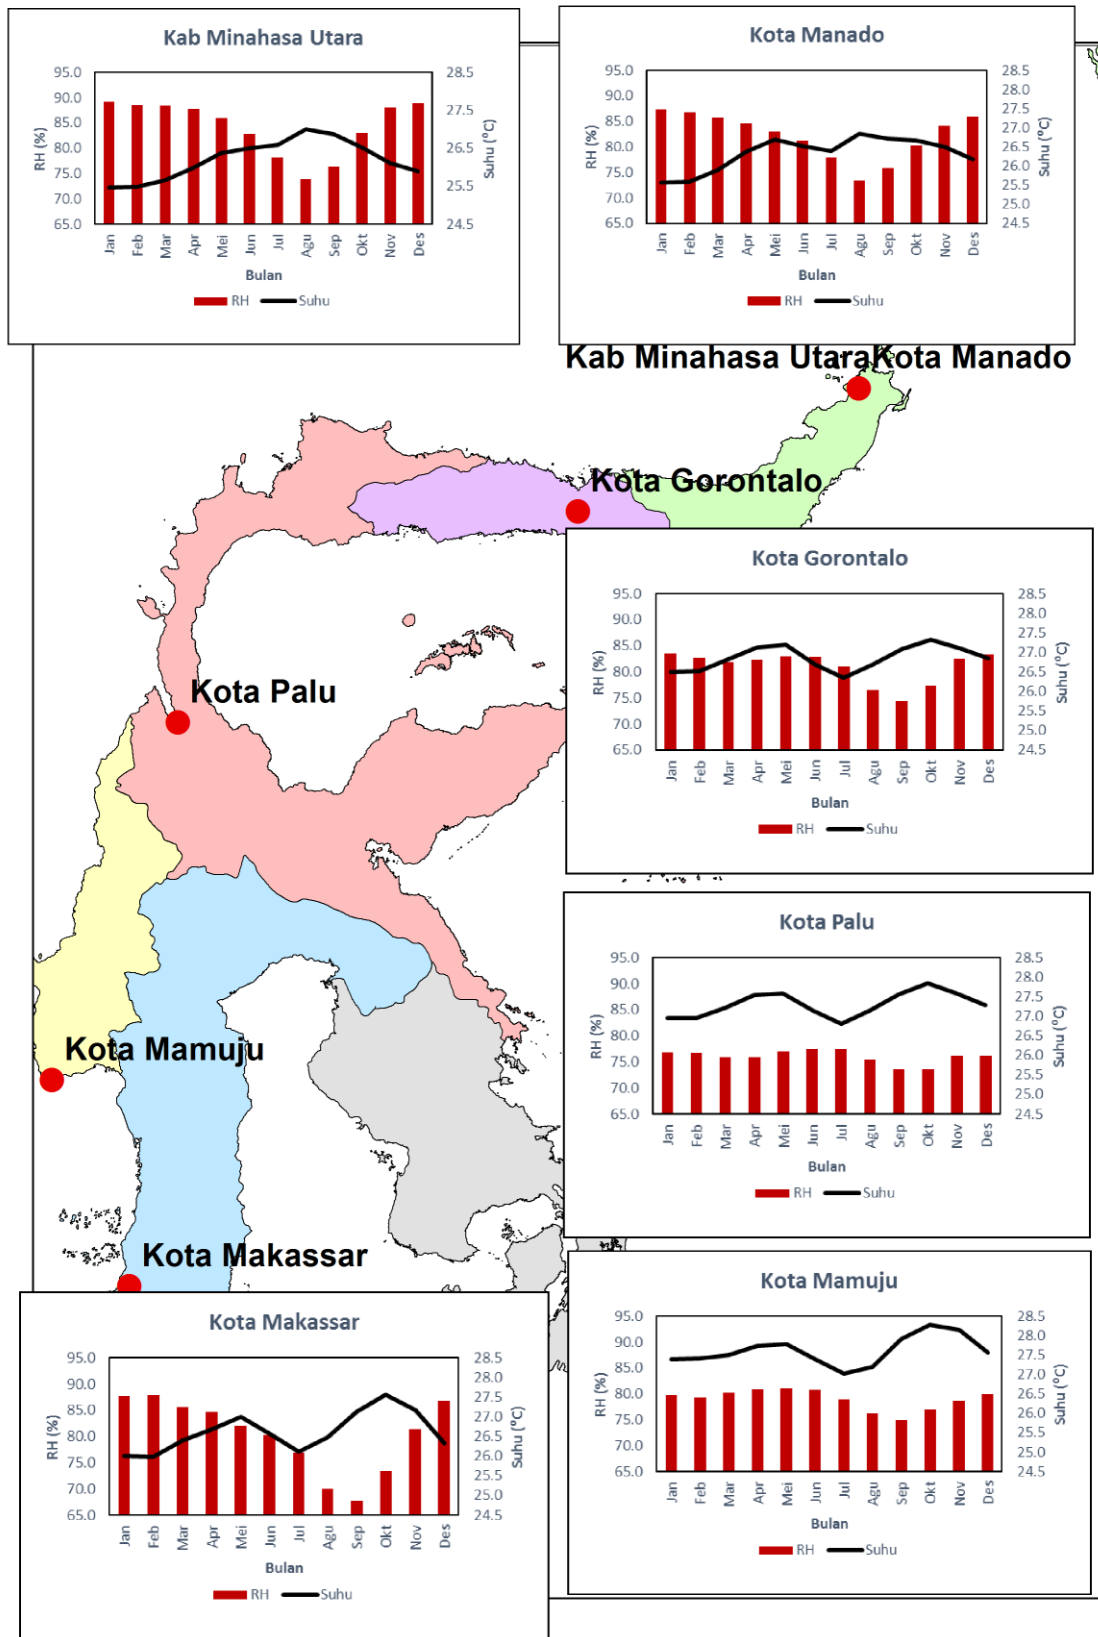 Kab Minahasa Utara
95.0
90.0
85.0
80.0
75.0
70.0
65.0
RH (%)
28.5
27.5
26.5
25.5
24.5
Suhu (°C)
Jan Feb Mar Apr Mei Jun Jul Agu Sep Okt Nov Des
Bulan
RH Suhu
Kota Manado
95.0
90.0
85.0
80.0
75.0
70.0
65.0
RH (%)
28.5
28.0
27.5
27.0
26.5
26.0
25.5
25.0
24.5
Suhu (°C)
Jan Feb Mar Apr Mei Jun Jul Agu Sep Okt Nov Des
Bulan
RH Suhu
Kab Minahasa Utara Kota Manado
Kota Gorontalo
Kota Gorontalo
95.0
90.0
85.0
80.0
75.0
70.0
65.0
RH (%)
28.5
28.0
27.5
27.0
26.5
26.0
25.5
25.0
24.5
Suhu (°C)
Jan Feb Mar Apr Mei Jun Jul Agu Sep Okt Nov Des
Bulan
RH Suhu
Kota Palu
Kota Palu
95.0
90.0
85.0
80.0
75.0
70.0
65.0
RH (%)
28.5
28.0
27.5
27.0
26.5
26.0
25.5
25.0
24.5
Suhu (°C)
Jan Feb Mar Apr Mei Jun Jul Agu Sep Okt Nov Des
Bulan
RH Suhu
Kota Mamuju
Kota Makassar
Kota Mamuju
95.0
90.0
85.0
80.0
75.0
70.0
65.0
RH (%)
28.5
28.0
27.5
27.0
26.5
26.0
25.5
25.0
24.5
Suhu (°C)
Jan Feb Mar Apr Mei Jun Jul Agu Sep Okt Nov Des
Bulan
RH Suhu
Kota Makassar
95.0
90.0
85.0
80.0
75.0
70.0
65.0
RH (%)
28.5
28.0
27.5
27.0
26.5
26.0
25.5
25.0
24.5
Suhu (°C)
Jan Feb Mar Apr Mei Jun Jul Agu Sep Okt Nov Des
Bulan
RH Suhu